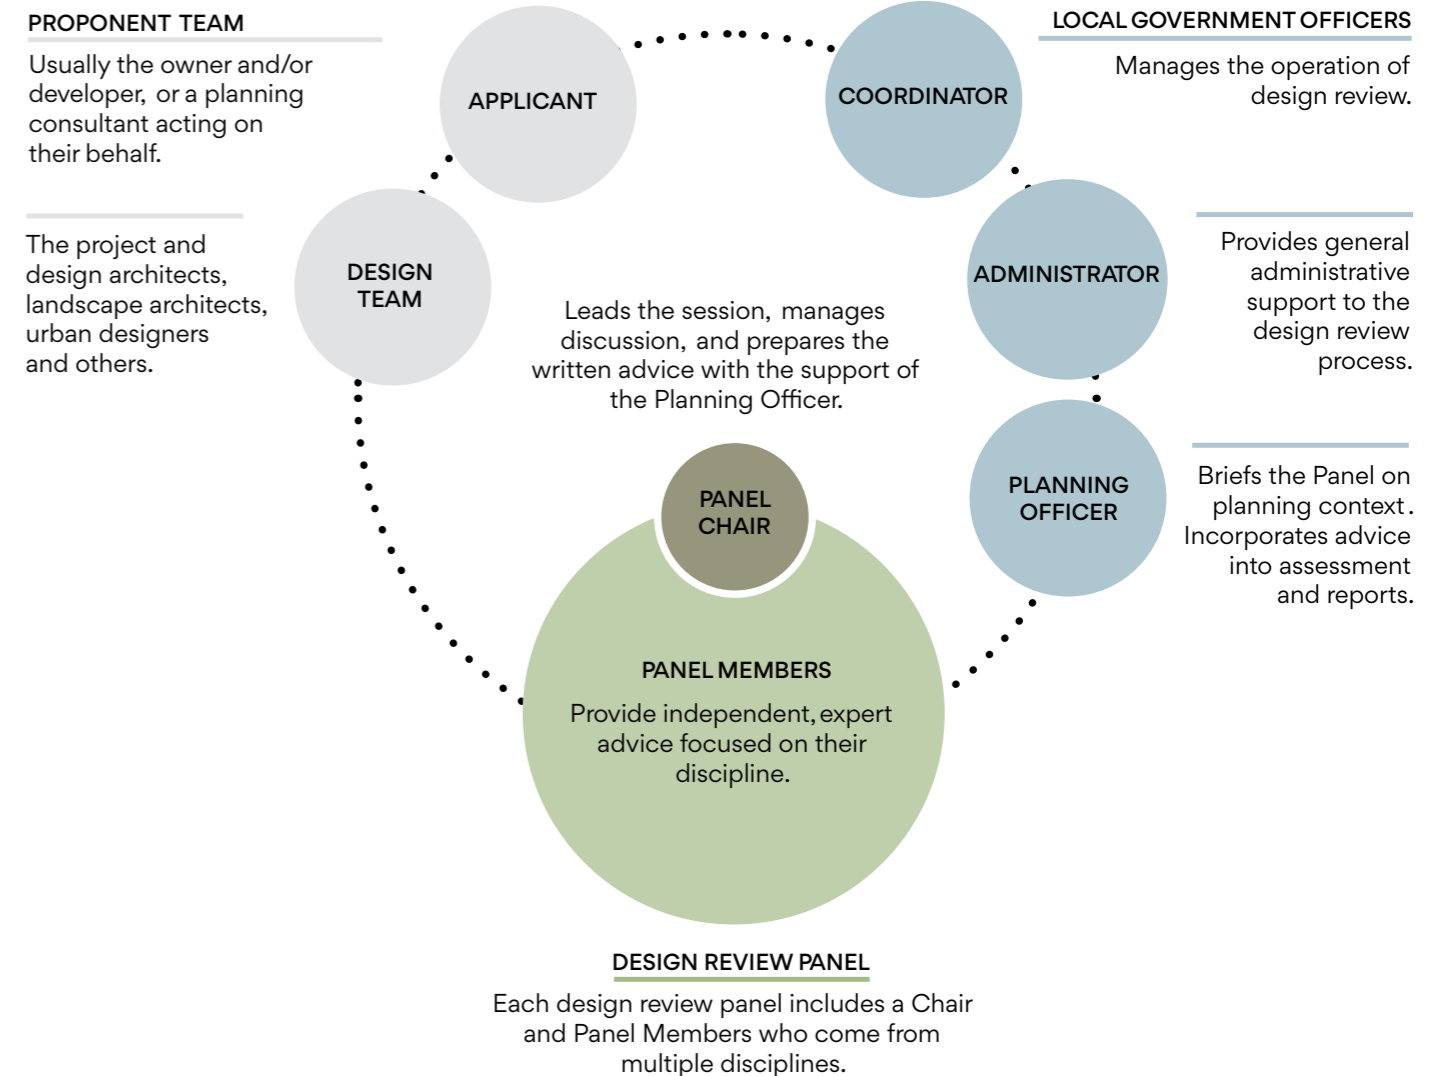 PROPONENT TEAM
Usually the owner and/or
developer, or a planning
consultant acting on
their behalf.
APPLICANT
COORDINATOR
LOCAL GOVERNMENT OFFICERS
Manages the operation of
design review.
The project and
design architects,
landscape architects,
urban designers
and others.
DESIGN
TEAM
ADMINISTRATOR
Provides general
administrative
support to the
design review
process.
Leads the session, manages
discussion, and prepares the
written advice with the support of
the Planning Officer.
PANEL
CHAIR
PLANNING
OFFICER
Briefs the Panel on
planning context.
Incorporates advice
into assessment
and reports.
PANEL MEMBERS
Provide independent, expert
advice focused on their
discipline.
DESIGN REVIEW PANEL
Each design review panel includes a Chair
and Panel Members who come from
multiple disciplines.